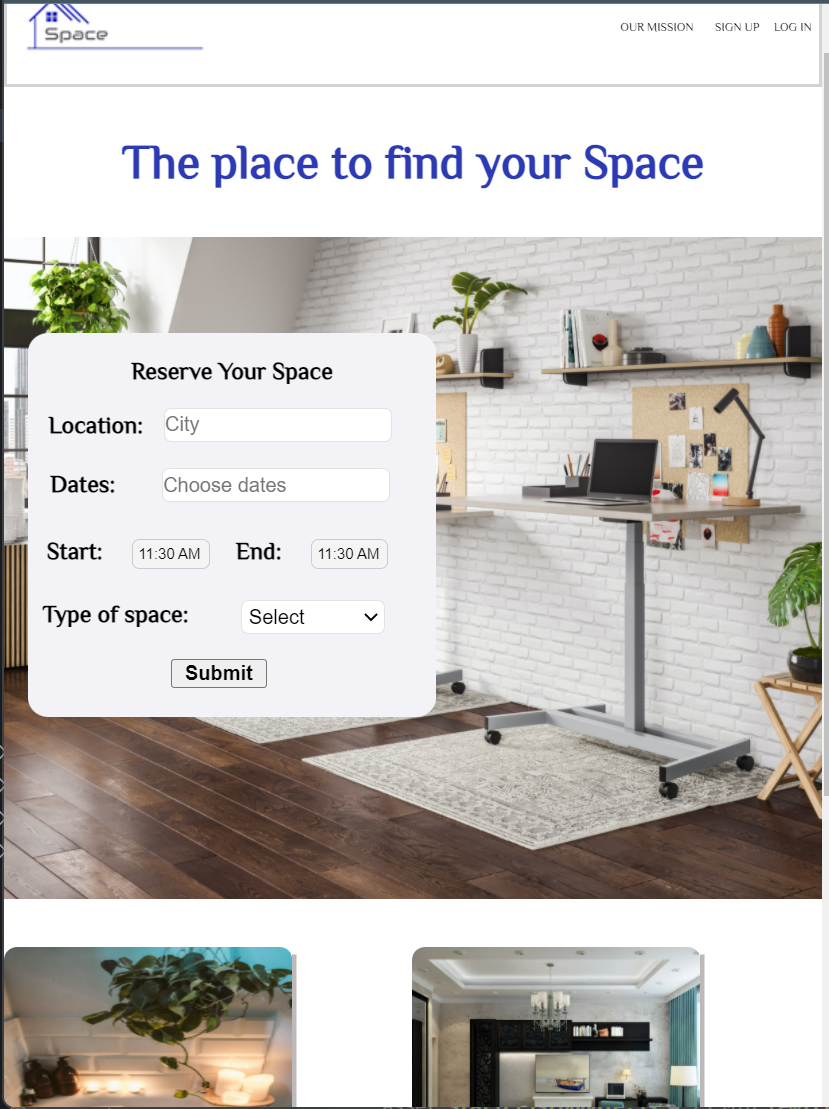 Space
OUR MISSION SIGN UP LOG IN
The place to find your Space
Reserve Your Space
Location: City
Dates: Choose dates
Start: 11:30 AM End: 11:30 AM
Type of space: Select
Submit